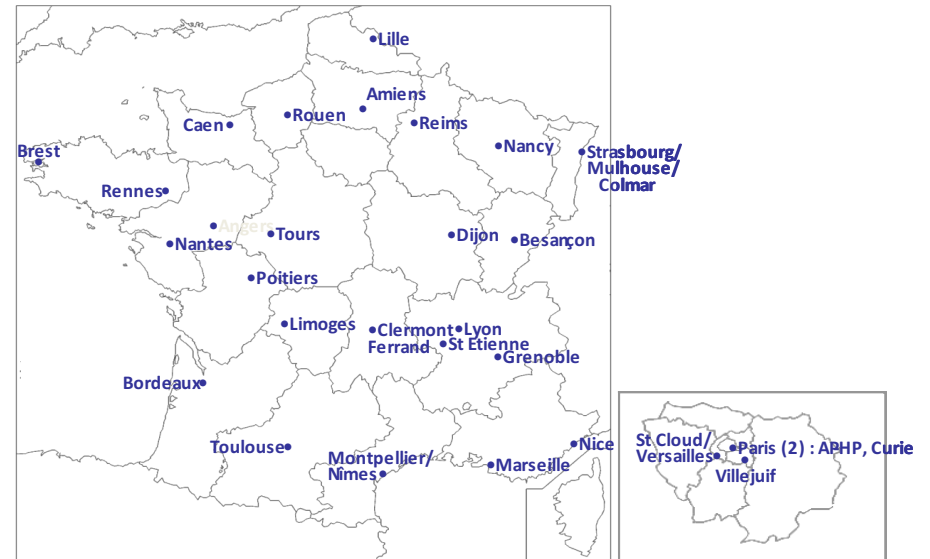 Lille
Amiens
Rouen
Caen
Reims
Nancy
Brest
Strasbourg/
Mulhouse/
Colmar
Rennes
Angers
Tours
Nantes
Dijon
Besançon
Poitiers
Limoges
Clermont
Ferrand
Lyon
St Etienne
Grenoble
Bordeaux
Toulouse
Montpellier/
Nîmes
Marseille
Nice
St Cloud/
Versailles
Paris (2) : APHP, Curie
Villejuif